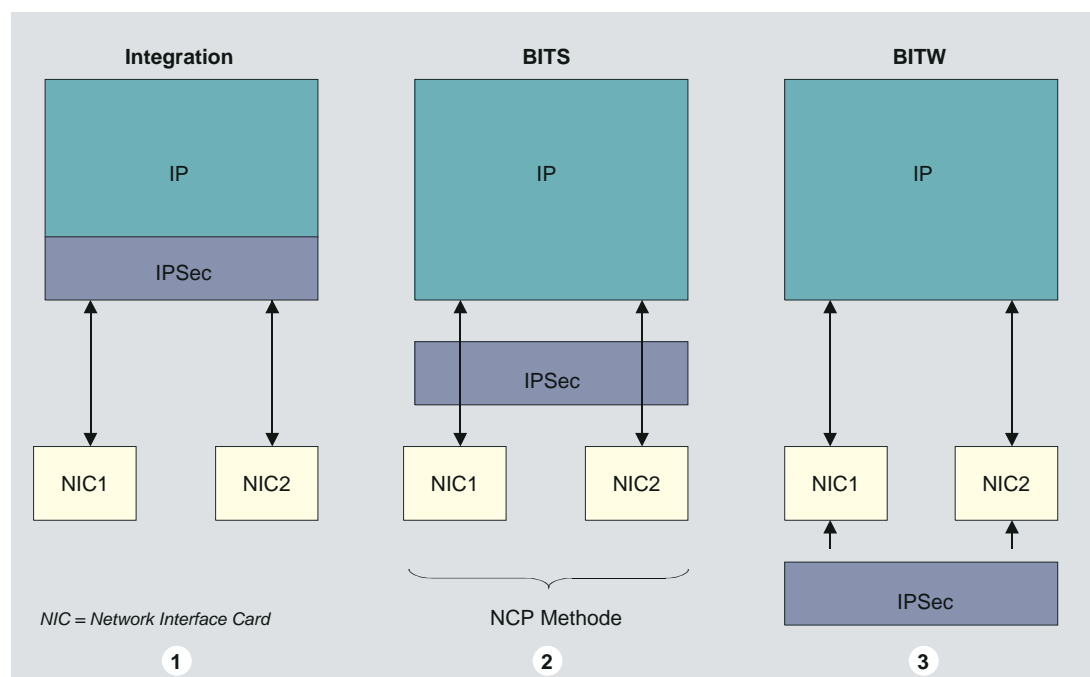 Integration
IP
IPSec
NIC1
NIC2
NIC = Network Interface Card
1
BITS
IP
IPSec
NIC1
NIC2
NCP Methode
2
BITW
IP
NIC1
NIC2
IPSec
3